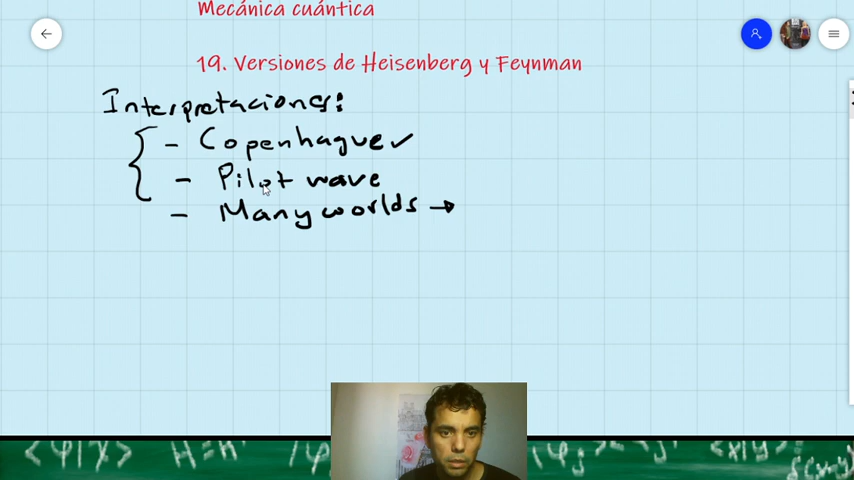 Mecánica cuántica
19. Versiones de Heisenberg y Feynman
Interpretaciones:
- Copenhague ✓
- Pilot wave
- Many worlds →